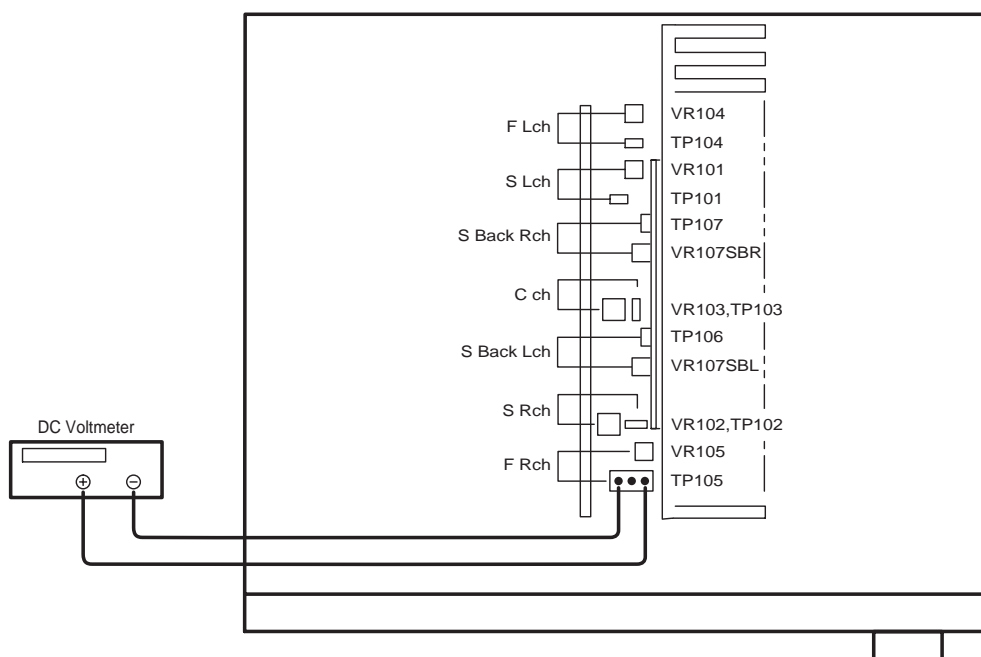 VR104
F Lch
TP104
VR101
S Lch
TP101
TP107
S Back Rch
VR107SBR
C ch
VR103,TP103
TP106
S Back Lch
VR107SBL
S Rch
VR102,TP102
DC Voltmeter
VR105
F Rch
TP105
+ −